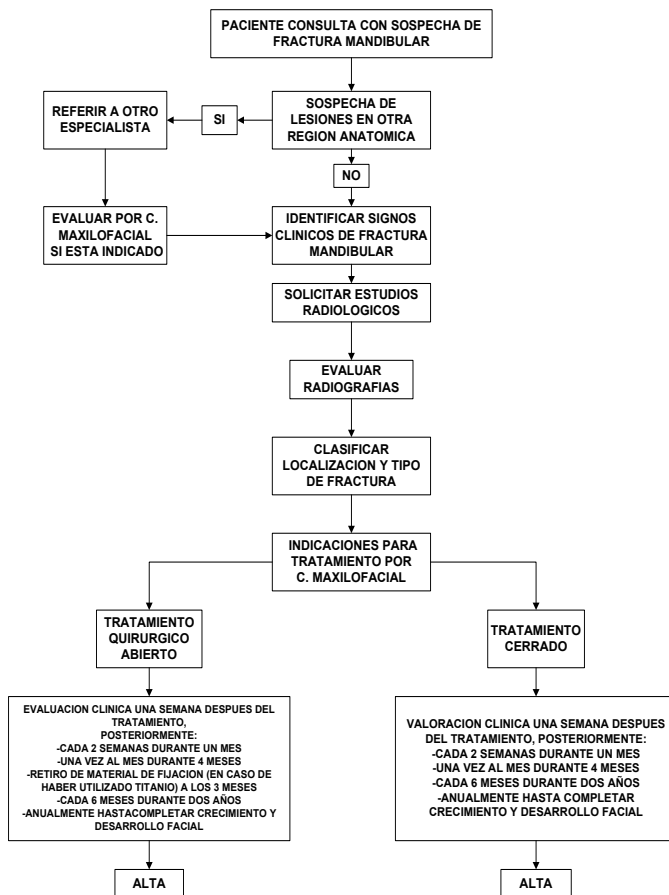 PACIENTE CONSULTA CON SOSPECHA DE
FRACTURA MANDIBULAR
SOSPECHA DE
LESIONES EN OTRA
REGION ANATOMICA
SI
REFERIR A OTRO
ESPECIALISTA
NO
EVALUAR POR C.
MAXILOFACIAL
SI ESTA INDICADO
IDENTIFICAR SIGNOS
CLINICOS DE FRACTURA
MANDIBULAR
SOLICITAR ESTUDIOS
RADIOLOGICOS
EVALUAR
RADIOGRAFIAS
CLASIFICAR
LOCALIZACION Y TIPO
DE FRACTURA
INDICACIONES PARA
TRATAMIENTO POR
C. MAXILOFACIAL
TRATAMIENTO
QUIRURGICO
ABIERTO
TRATAMIENTO
CERRADO
EVALUACION CLINICA UNA SEMANA DESPUES DEL
TRATAMIENTO,
POSTERIORMENTE:
-CADA 2 SEMANAS DURANTE UN MES
-UNA VEZ AL MES DURANTE 4 MESES
-RETIRO DE MATERIAL DE FIJACION (EN CASO DE
HABER UTILIZADO TITANIO) A LOS 3 MESES
-CADA 6 MESES DURANTE DOS AÑOS
-ANUALMENTE HASTACOMPLETAR CRECIMIENTO Y
DESARROLLO FACIAL
VALORACION CLINICA UNA SEMANA DESPUES
DEL TRATAMIENTO, POSTERIORMENTE:
-CADA 2 SEMANAS DURANTE UN MES
-UNA VEZ AL MES DURANTE 4 MESES
-CADA 6 MESES DURANTE DOS AÑOS
-ANUALMENTE HASTA COMPLETAR
CRECIMIENTO Y DESARROLLO FACIAL
ALTA
ALTA